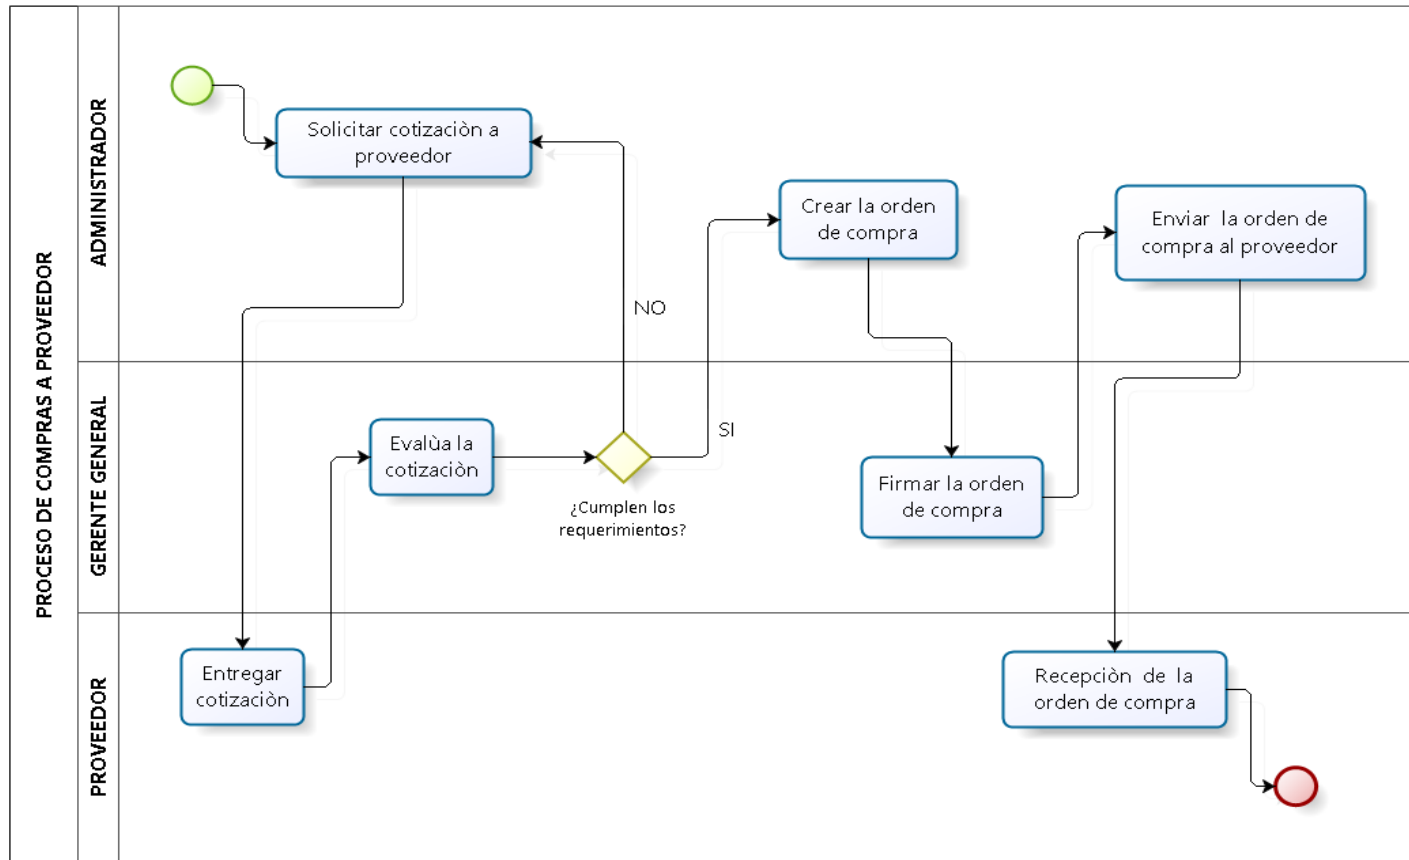 PROCESO DE COMPRAS A PROVEEDOR
ADMINISTRADOR
Solicitar cotizaciòn a
proveedor
Crear la orden
de compra
Enviar la orden de
compra al proveedor
NO
GERENTE GENERAL
Evalùa la
cotizaciòn
SI
¿Cumplen los
requerimientos?
Firmar la orden
de compra
PROVEEDOR
Entregar
cotizaciòn
Recepciòn de la
orden de compra